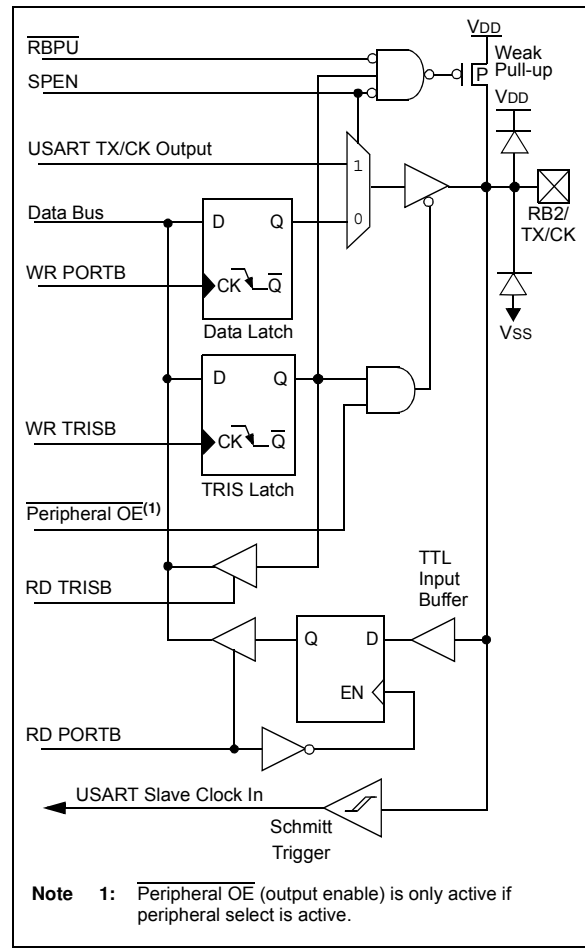 VDD
RBPU
Weak
Pull-up
P
SPEN
VDD
USART TX/CK Output
1
0
Data Bus
D Q
RB2/
TX/CK
WR PORTB
CK Q
Data Latch
VSS
D Q
WR TRISB
CK Q
TRIS Latch
Peripheral OE(1)
RD TRISB
TTL
Input
Buffer
Q D
EN
RD PORTB
USART Slave Clock In
Schmitt
Trigger
Note 1: Peripheral OE (output enable) is only active if
peripheral select is active.